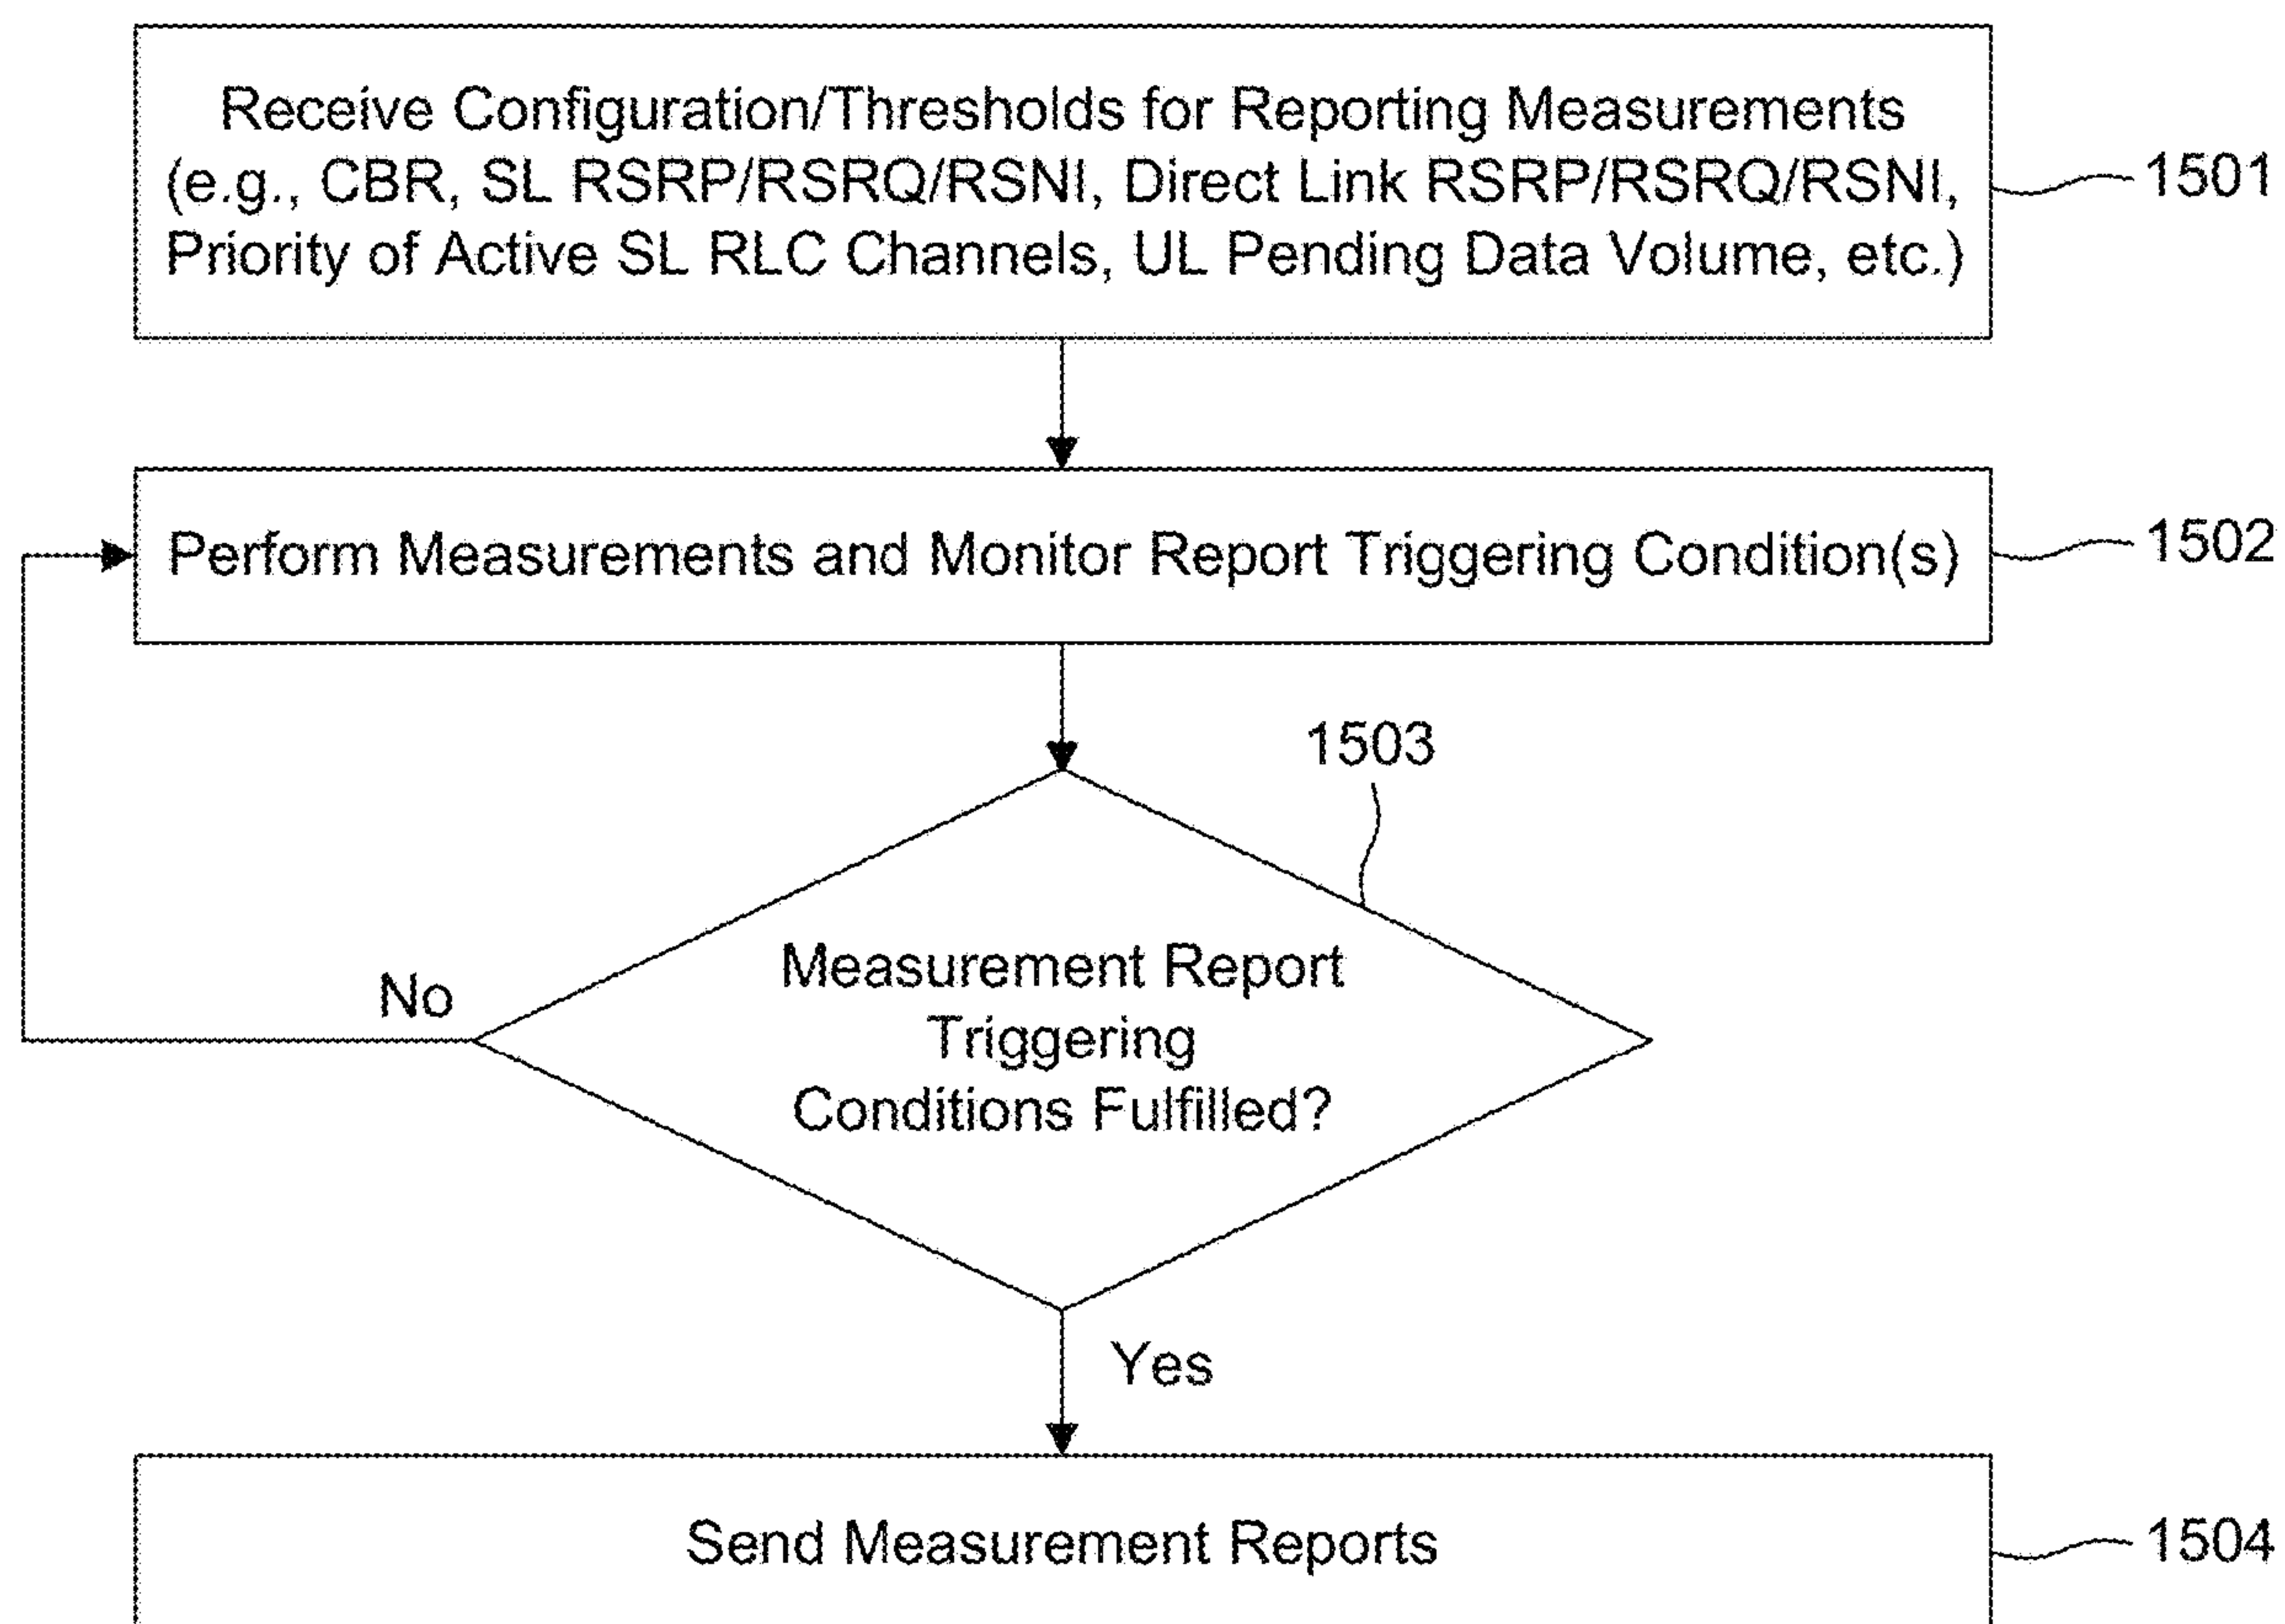 Receive Configuration/Thresholds for Reporting Measurements
(e.g., CBR, SL RSRP/RSRQ/RSNI, Direct Link RSRP/RSRQ/RSNI,
Priority of Active SL RLC Channels, UL Pending Data Volume, etc.)
1501
Perform Measurements and Monitor Report Triggering Condition(s)
1502
1503
Measurement Report
Triggering
Conditions Fulfilled?
No
Yes
Send Measurement Reports
1504